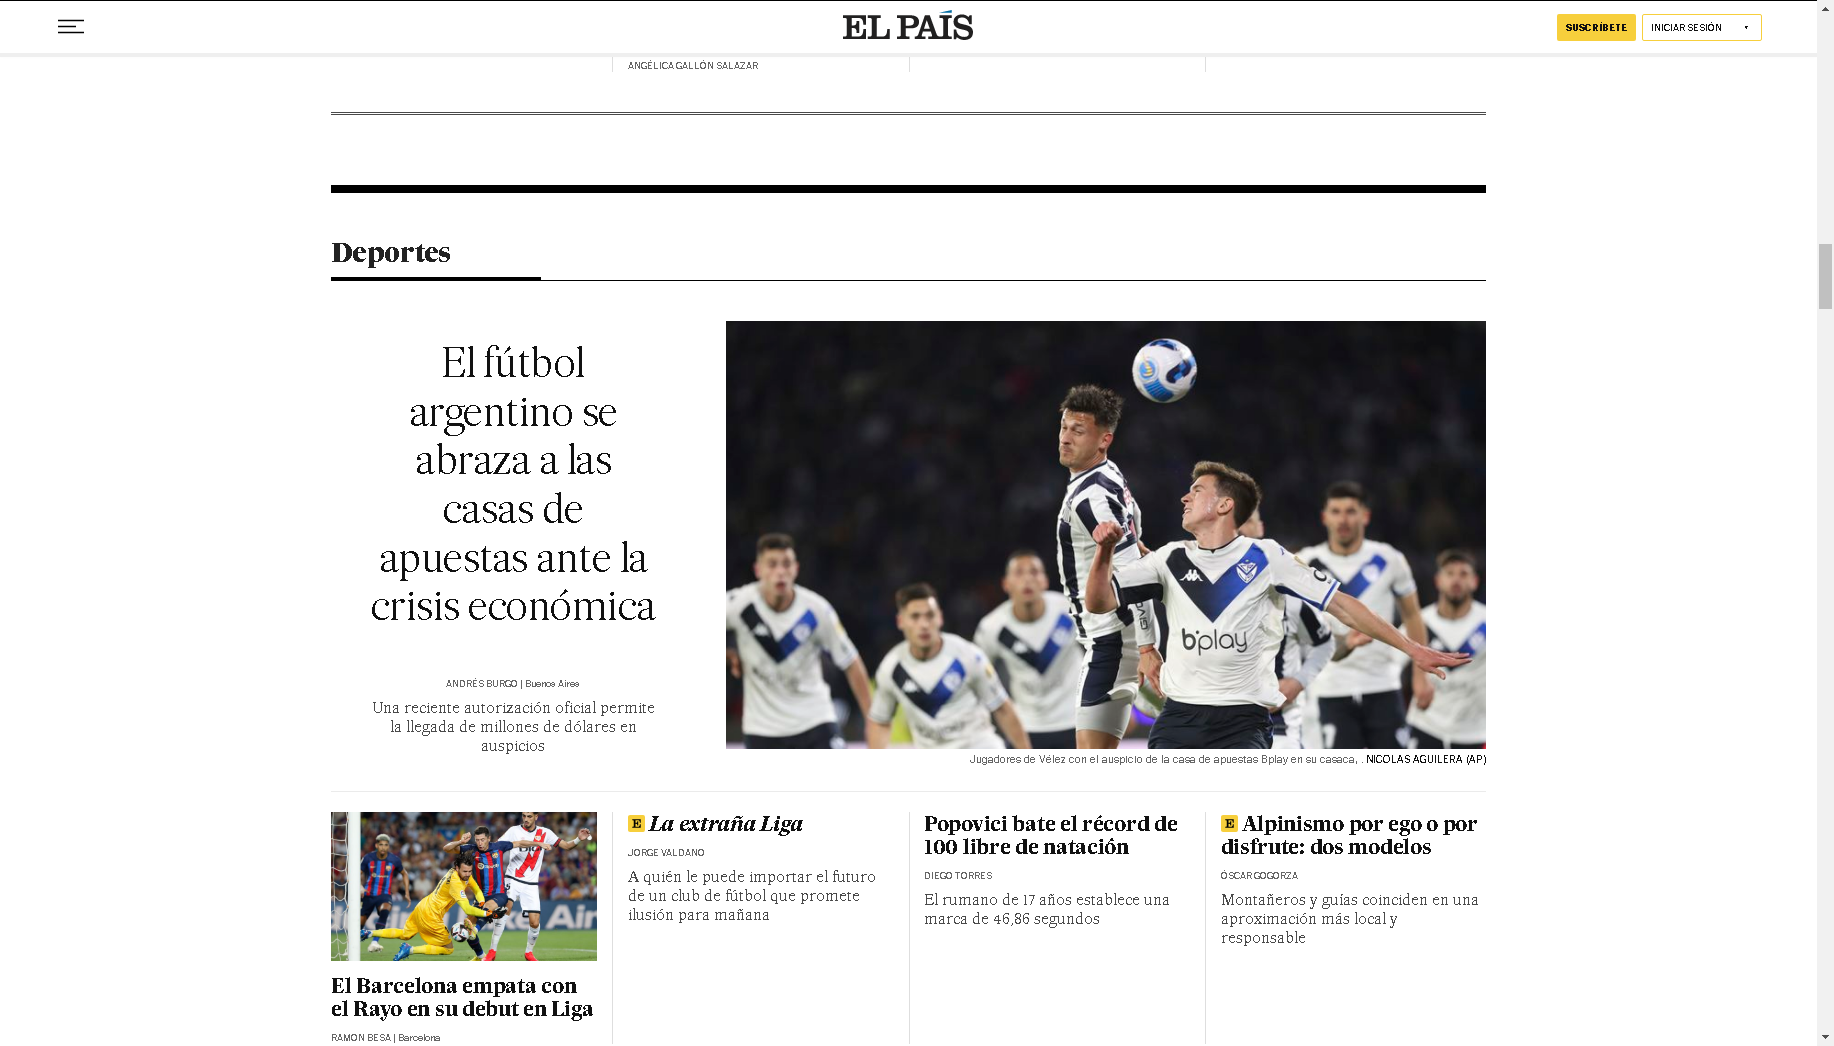 EL PAÍS
SUSCRÍBETE
INICIAR SESIÓN
ANGÉLICA GALLÓN SALAZAR
Deportes
El fútbol
argentino se
abraza a las
casas de
apuestas ante la
crisis económica
ANDRÉS BURGO | Buenos Aires
Una reciente autorización oficial permite
la llegada de millones de dólares en
auspicios
bplay
Jugadores de Vélez con el auspicio de la casa de apuestas Bplay en su casaca, . NICOLAS AGUILERA (AP)
El Barcelona empata con
el Rayo en su debut en Liga
RAMON BESA | Barcelona
E La extraña Liga
JORGE VALDANO
A quién le puede importar el futuro
de un club de fútbol que promete
ilusión para mañana
Popovici bate el récord de
100 libre de natación
DIEGO TORRES
El rumano de 17 años establece una
marca de 46,86 segundos
E Alpinismo por ego o por
disfrute: dos modelos
ÓSCAR GOGORZA
Montañeros y guías coinciden en una
aproximación más local y
responsable